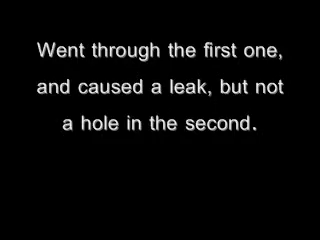 Went through the first one,
and caused a leak, but not
a hole in the second.